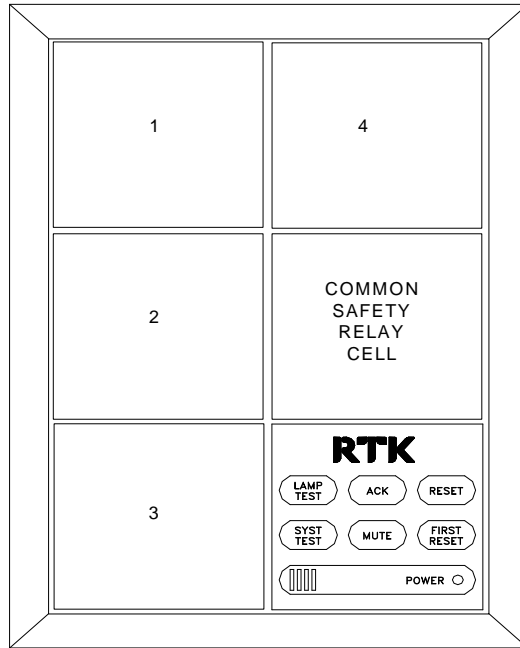 1
4
2
COMMON
SAFETY
RELAY
CELL
3
RTK
LAMP
TEST
ACK
RESET
SYST
TEST
MUTE
FIRST
RESET
POWER